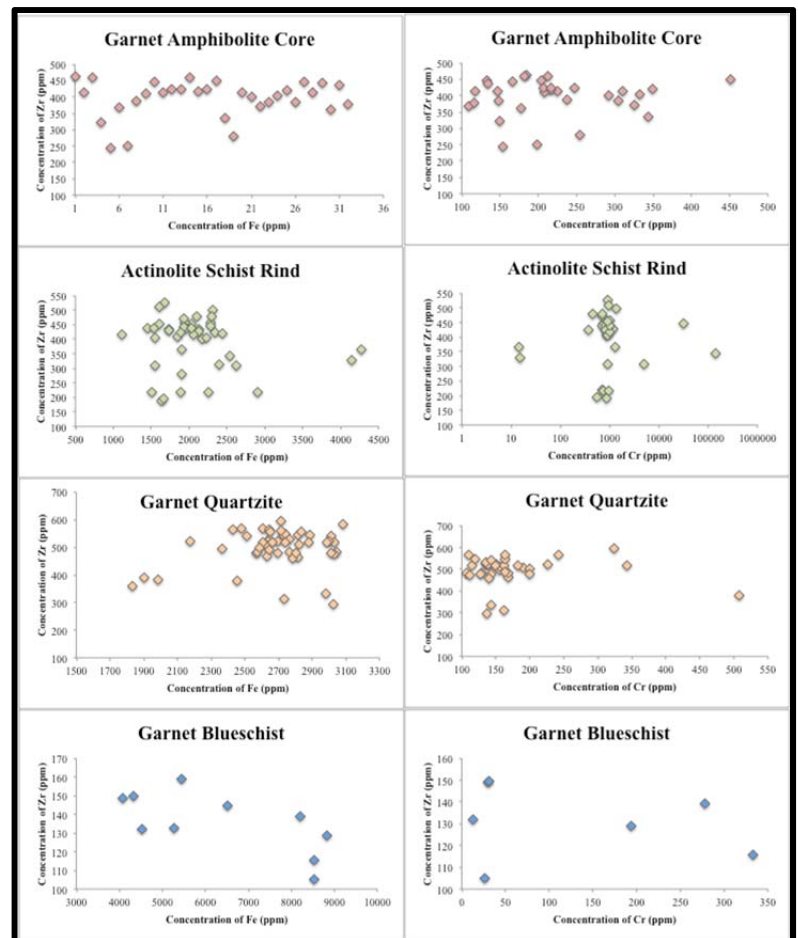 Garnet Amphibolite Core
Concentration of Zr (ppm)
500
450
400
350
300
250
200
150
100
1 6 11 16 21 26 31 36
Concentration of Fe (ppm)
Garnet Amphibolite Core
Concentration of Zr (ppm)
500
450
400
350
300
250
200
150
100
100 150 200 250 300 350 400 450 500
Concentration of Cr (ppm)
Actinolite Schist Rind
Concentration of Zr (ppm)
550
500
450
400
350
300
250
200
150
100
500 1000 1500 2000 2500 3000 3500 4000 4500
Concentration of Fe (ppm)
Actinolite Schist Rind
Concentration of Zr (ppm)
550
500
450
400
350
300
250
200
150
100
1 10 100 1000 10000 100000 1000000
Concentration of Cr (ppm)
Garnet Quartzite
Concentration of Zr (ppm)
700
600
500
400
300
200
100
1500 1900 2300 2700 2900 3100 3300
Concentration of Fe (ppm)
Garnet Quartzite
Concentration of Zr (ppm)
700
600
500
400
300
200
100
100 150 200 250 300 350 400 450 500 550
Concentration of Cr (ppm)
Garnet Blueschist
Concentration of Zr (ppm)
170
160
150
140
130
120
110
100
3000 4000 5000 6000 7000 8000 9000 10000
Concentration of Fe (ppm)
Garnet Blueschist
Concentration of Zr (ppm)
160
150
140
130
120
110
100
0 50 100 150 200 250 300 350
Concentration of Cr (ppm)